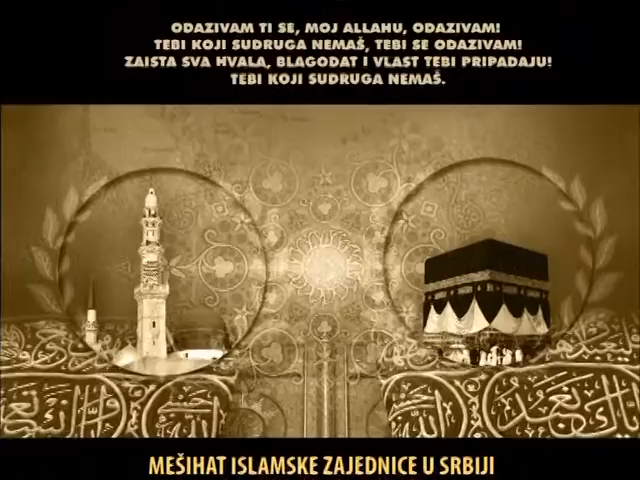 ODAZIVAM TI SE, MOJ ALLAHU, ODAZIVAM!
TEBI KOJI SUDRUGA NEMAŠ, TEBI SE ODAZIVAM!
ZAISTA SVA HVALA, BLAGODAT I VLAST TEBI PRIPADAJU!
TEBI KOJI SUDRUGA NEMAŠ.
MEŠIHAT ISLAMSKE ZAJEDNICE U SRBIJI